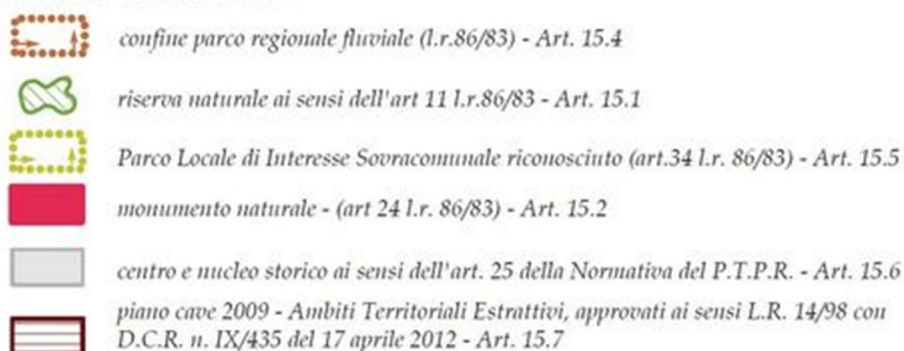 confine parco regionale fluviale (l.r.86/83) - Art. 15.4
riserva naturale ai sensi dell'art 11 l.r.86/83 - Art. 15.1
Parco Locale di Interesse Sovracomunale riconosciuto (art.34 l.r. 86/83) - Art. 15.5
monumento naturale - (art 24 l.r. 86/83) - Art. 15.2
centro e nucleo storico ai sensi dell'art. 25 della Normativa del P.T.P.R. - Art. 15.6
piano cave 2009 - Ambiti Territoriali Estrattivi, approvati ai sensi L.R. 14/98 con
D.C.R. n. IX/435 del 17 aprile 2012 - Art. 15.7